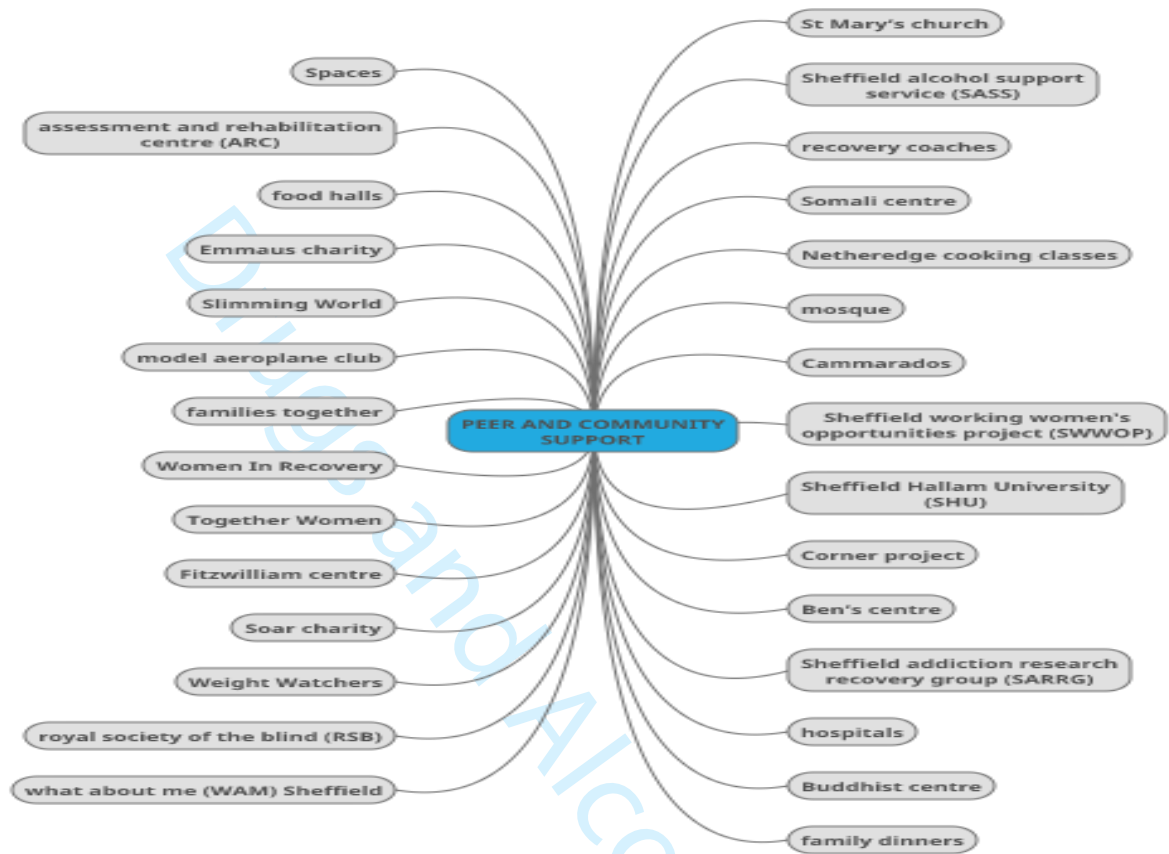 Spaces
assessment and rehabilitation
centre (ARC)
food halls
Emmaus charity
Slimming World
model aeroplane club
families together
Women In Recovery
Together Women
Fitzwilliam centre
Soar charity
Weight Watchers
royal society of the blind (RSB)
what about me (WAM) Sheffield
PEER AND COMMUNITY
SUPPORT
St Mary's church
Sheffield alcohol support
service (SASS)
recovery coaches
Somali centre
Netheredge cooking classes
mosque
Cammarados
Sheffield working women's
opportunities project (SWWOP)
Sheffield Hallam University
(SHU)
Corner project
Ben's centre
Sheffield addiction research
recovery group (SARRG)
hospitals
Buddhist centre
family dinners
Drugs and Alco